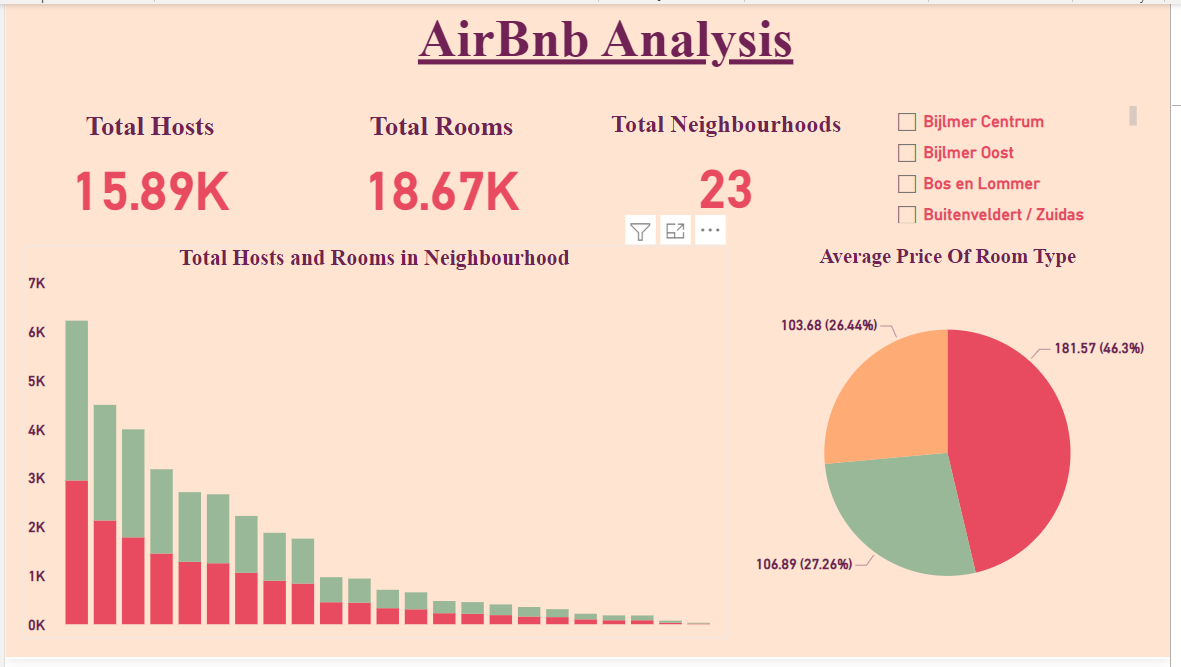 AirBnb Analysis
Total Hosts
Total Rooms
Total Neighbourhoods
15.89K
18.67K
23
Bijlmer Centrum
Bijlmer Oost
Bos en Lommer
Buitenveldert / Zuidas
Total Hosts and Rooms in Neighbourhood
7K
6K
5K
4K
3K
2K
1K
0K
Average Price Of Room Type
103.68 (26.44%)
181.57 (46.3%)
106.89 (27.26%)